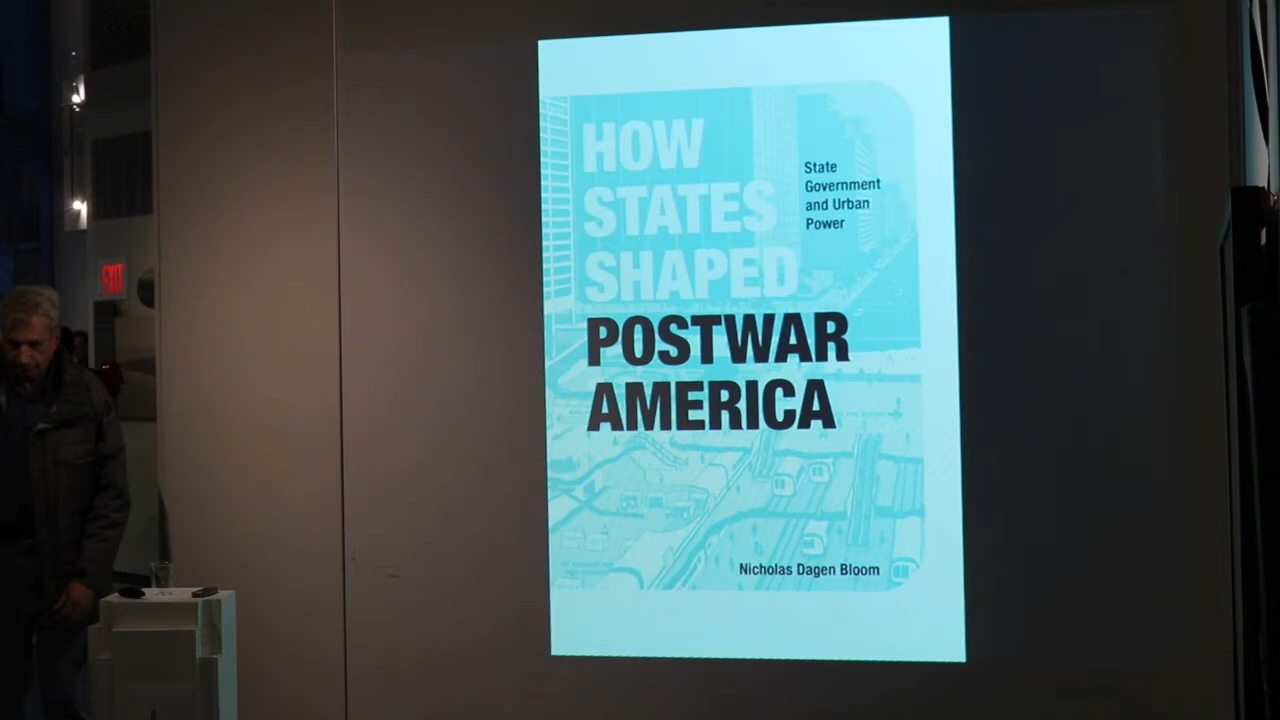 EXIT
HOW
STATES
SHAPED
POSTWAR
AMERICA
State
Government
and Urban
Power
Nicholas Dagen Bloom